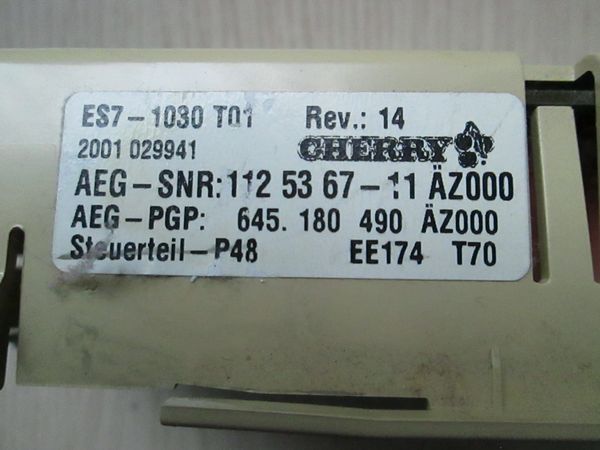 ES7-1030 T01 Rev.: 14
2001 029941 CHERRY
AEG-SNR: 112 53 67-11 ÄZ000
AEG-PGP: 645. 180 490 ÄZ000
Steuerteil-P48 EE174 T70